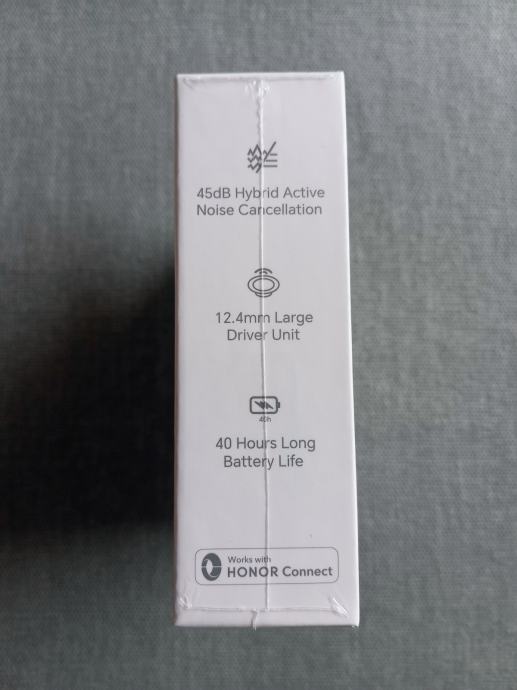 45dB Hybrid Active
Noise Cancellation
12.4mm Large
Driver Unit
40h
40 Hours Long
Battery Life
Works with
HONOR Connect